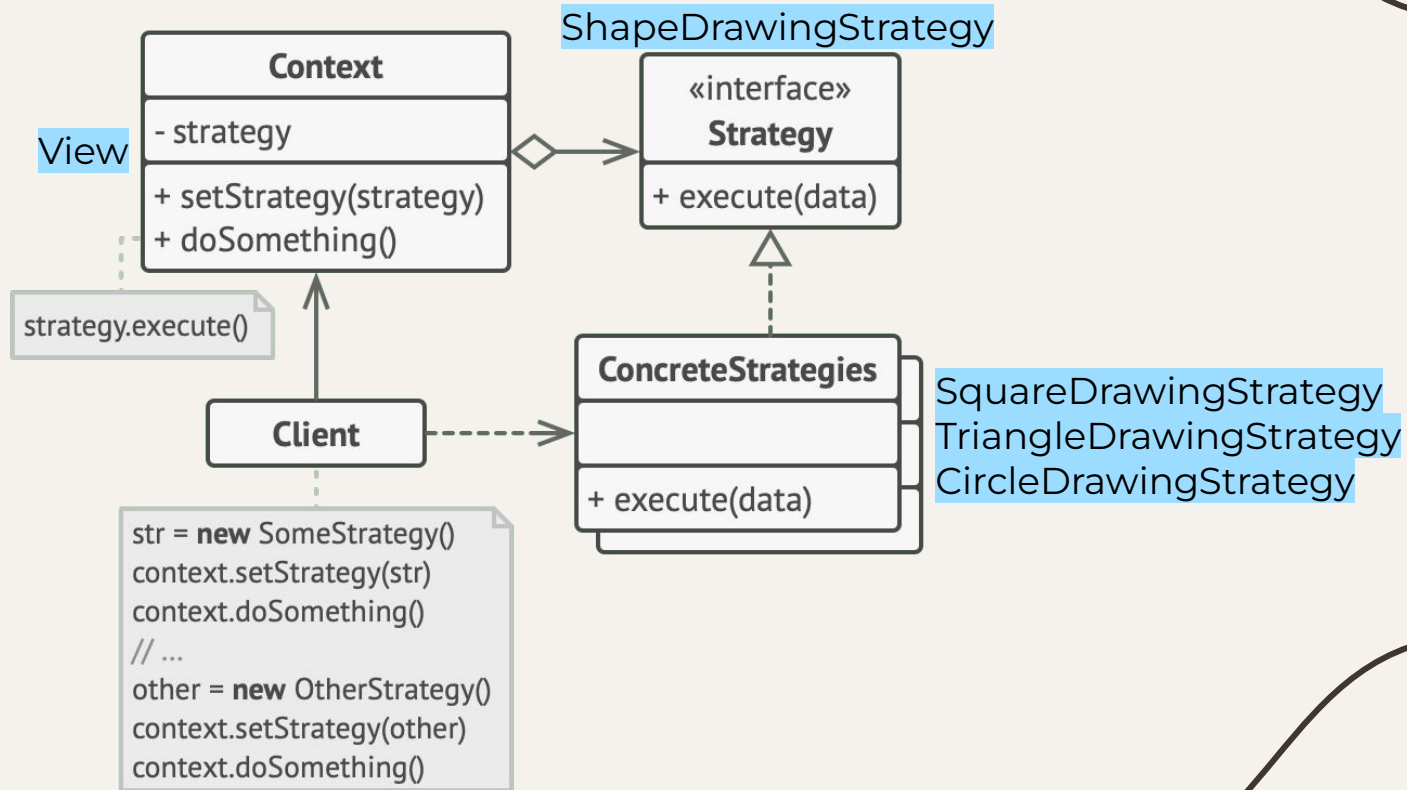 ShapeDrawingStrategy
Context
- strategy
+ setStrategy(strategy)
+ doSomething()
View
«interface»
Strategy
+ execute(data)
strategy.execute()
Client
ConcreteStrategies
+ execute(data)
SquareDrawingStrategy
TriangleDrawingStrategy
CircleDrawingStrategy
str = new SomeStrategy()
context.setStrategy(str)
context.doSomething()
// ...
other = new OtherStrategy()
context.setStrategy(other)
context.doSomething()